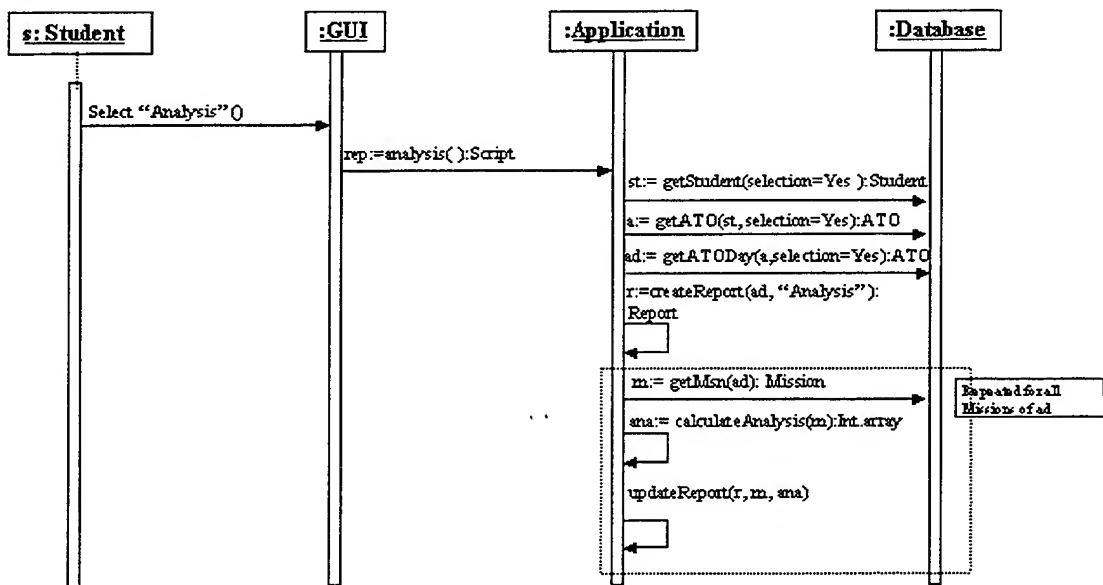 s: Student
:GUI
:Application
:Database
Select “Analysis”()
rep:=analysis( ):Script
st:= getStudent(selection=Yes ):Student
a:= getATO(st, selection=Yes):ATO
ad:= getATODay(a,selection=Yes):ATO
r:=createReport(ad, “Analysis”):
Report
m:= getMsn(ad): Mission
Repeated for all
Missions of ad
ana:= calculateAnalysis(m):Int.array
updateReport(r, m, ana)